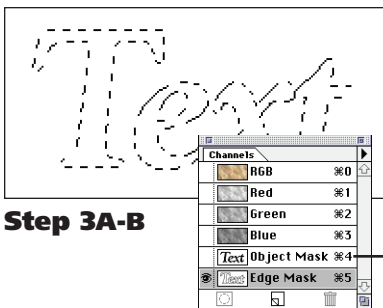 Text
Channels
RGB ⌘0
Red ⌘1
Green ⌘2
Blue ⌘3
Text Object Mask ⌘4
Text Edge Mask ⌘5
Step 3A-B